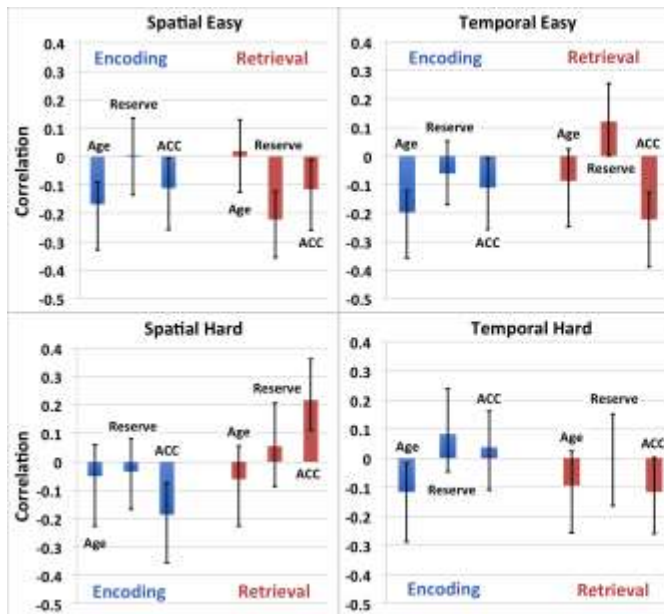 Spatial Easy
0.4
0.3
0.2
0.1
0
-0.1
-0.2
-0.3
-0.4
-0.5
Correlation
Encoding
Retrieval
Age
Reserve
ACC
Age
Reserve
ACC
Temporal Easy
0.4
0.3
0.2
0.1
0
-0.1
-0.2
-0.3
-0.4
-0.5
Encoding
Retrieval
Age
Reserve
ACC
Age
Reserve
ACC
Spatial Hard
0.4
0.3
0.2
0.1
0
-0.1
-0.2
-0.3
-0.4
-0.5
Correlation
Age
Reserve
ACC
Age
Reserve
ACC
Encoding
Retrieval
Temporal Hard
0.4
0.3
0.2
0.1
0
-0.1
-0.2
-0.3
-0.4
-0.5
Age
Reserve
ACC
Age
Reserve
ACC
Encoding
Retrieval